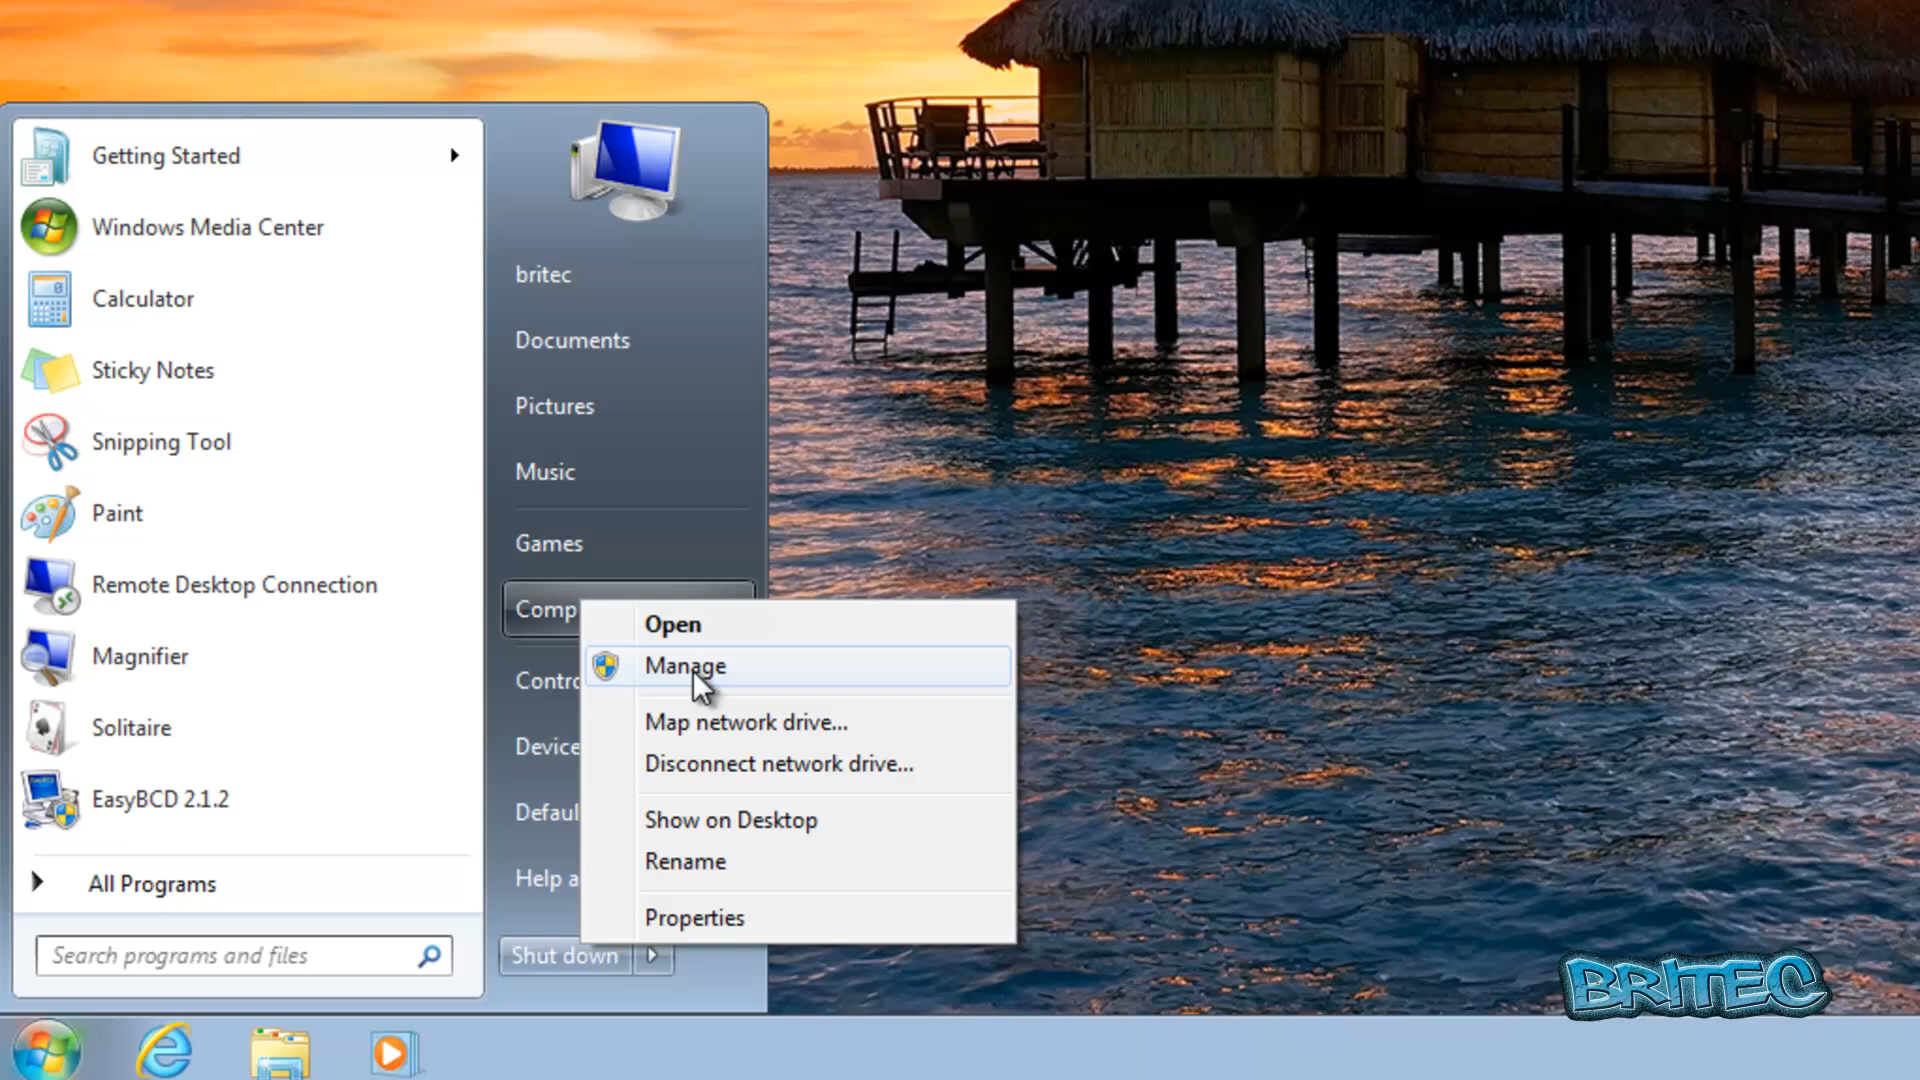 Getting Started
Windows Media Center
Calculator
Sticky Notes
Snipping Tool
Paint
Remote Desktop Connection
Magnifier
Solitaire
EasyBCD 2.1.2
All Programs
Search programs and files
britec
Documents
Pictures
Music
Games
Comp
Contro
Device
Defaul
Help a
Shut down
Open
Manage
Map network drive...
Disconnect network drive...
Show on Desktop
Rename
Properties
BRITEC